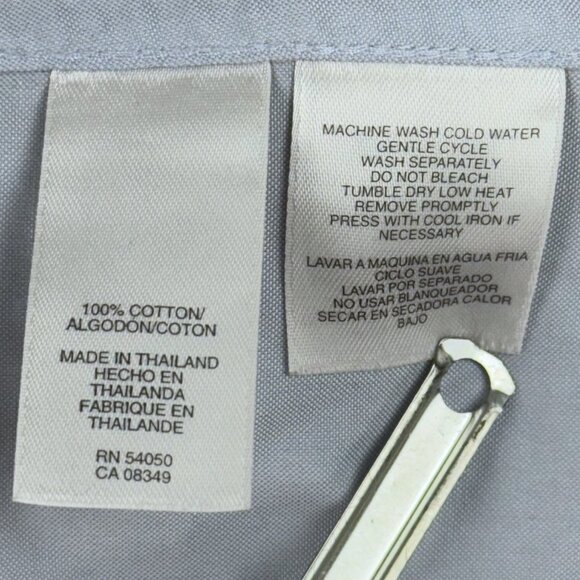 100% COTTON/
ALGODÓN/COTON
MADE IN THAILAND
HECHO EN
THAILANDA
FABRIQUE EN
THAILANDE
RN 54050
CA 08349
MACHINE WASH COLD WATER
GENTLE CYCLE
WASH SEPARATELY
DO NOT BLEACH
TUMBLE DRY LOW HEAT
REMOVE PROMPTLY
PRESS WITH COOL IRON IF
NECESSARY
LAVAR A MAQUINA EN AGUA FRIA
CICLO SUAVE
LAVAR POR SEPARADO
NO USAR BLANQUEADOR
SECAR EN SECADORA CALOR
BAJO